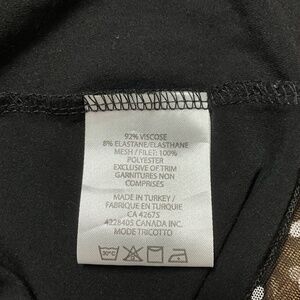 92% VISCOSE
8% ELASTANE/ELASTHANE
MESH / FILET: 100%
POLYESTER
EXCLUSIVE OF TRIM
GARNITURES NON
COMPRISES
MADE IN TURKEY /
FABRIQUE EN TURQUIE
CA 42675
4228405 CANADA INC.
MODE TRICOTTO
30°C